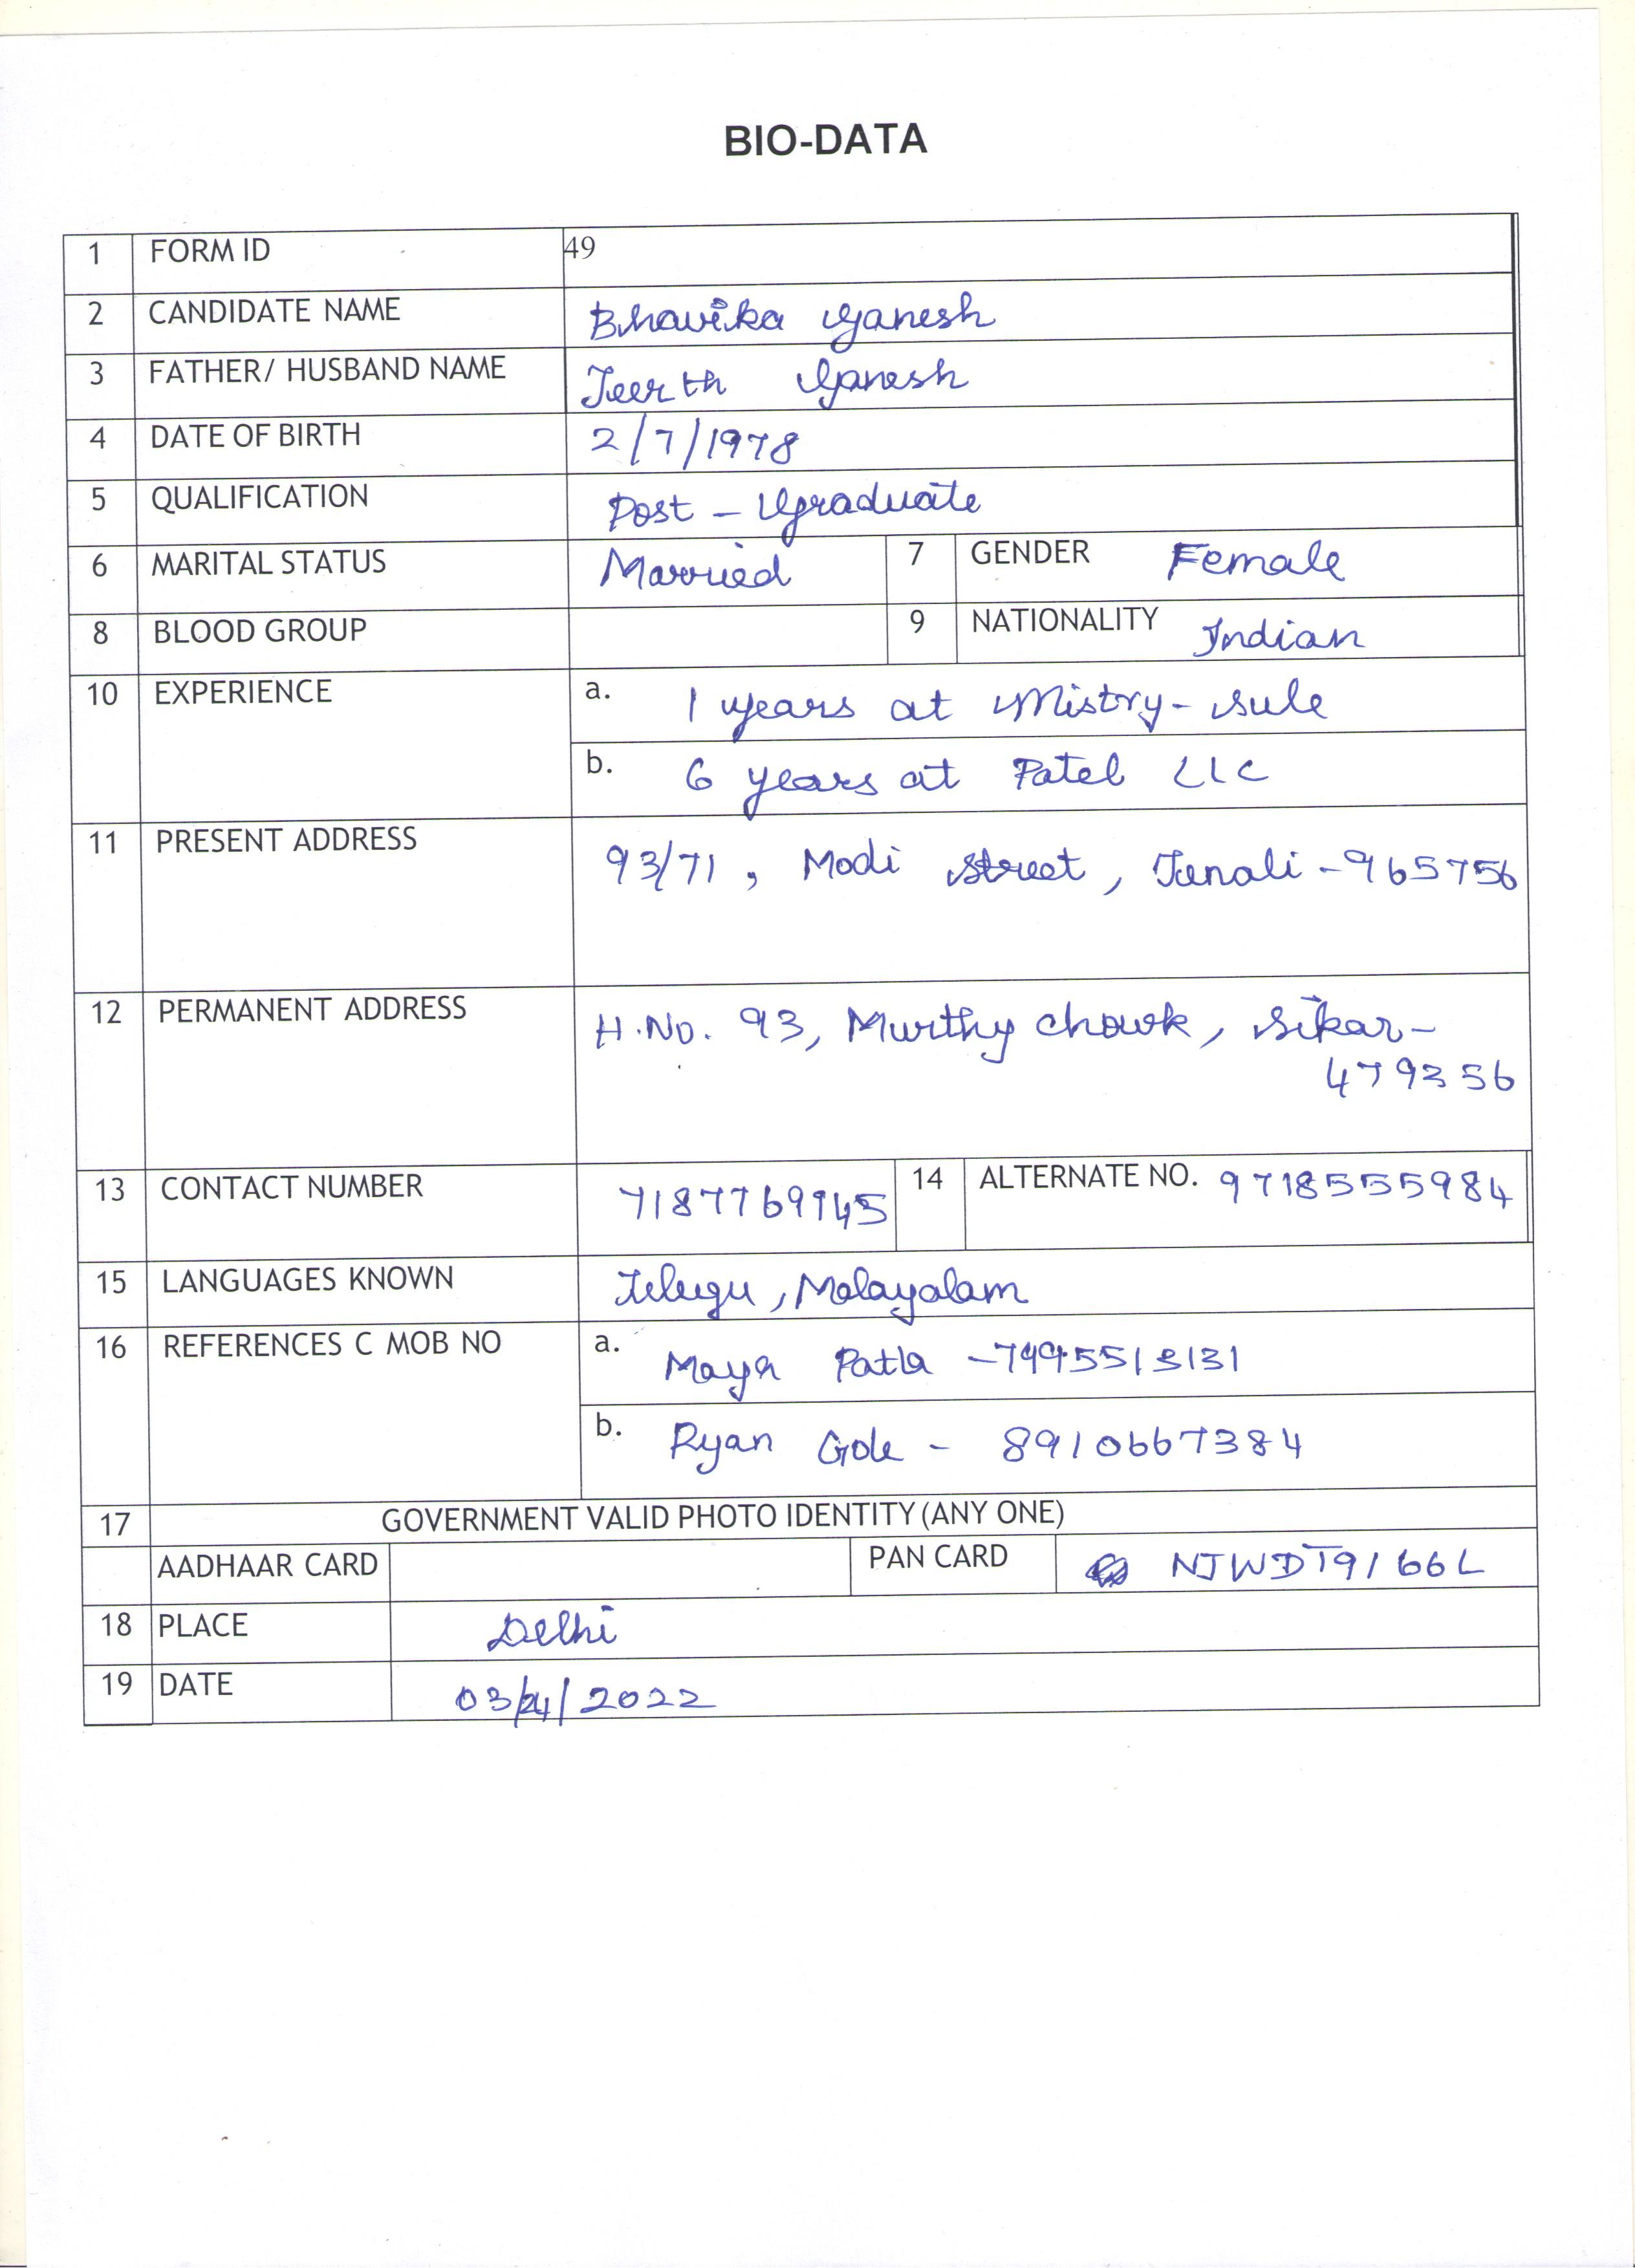 BIO-DATA
1 FORM ID 49
2 CANDIDATE NAME Bhavika Ganesh
3 FATHER/ HUSBAND NAME Teerth Ganesh
4 DATE OF BIRTH 2/7/1978
5 QUALIFICATION Post - Graduate
6 MARITAL STATUS Married 7 GENDER Female
8 BLOOD GROUP 9 NATIONALITY Indian
10 EXPERIENCE a. 1 years at Mistry-Sule
b. 6 years at Patel LLC
11 PRESENT ADDRESS 93/71, Modi Street, Tenali - 965756
12 PERMANENT ADDRESS H.No. 93, Murthy Chowk, Sikar-
479356
13 CONTACT NUMBER 7187769945 14 ALTERNATE NO. 9718555984
15 LANGUAGES KNOWN Telugu, Malayalam
16 REFERENCES C MOB NO a. Maya Patla - 7995513131
b. Ryan Gole - 8910667384
17 GOVERNMENT VALID PHOTO IDENTITY (ANY ONE)
AADHAAR CARD PAN CARD NJWDT9166L
18 PLACE Delhi
19 DATE 03/4/2022